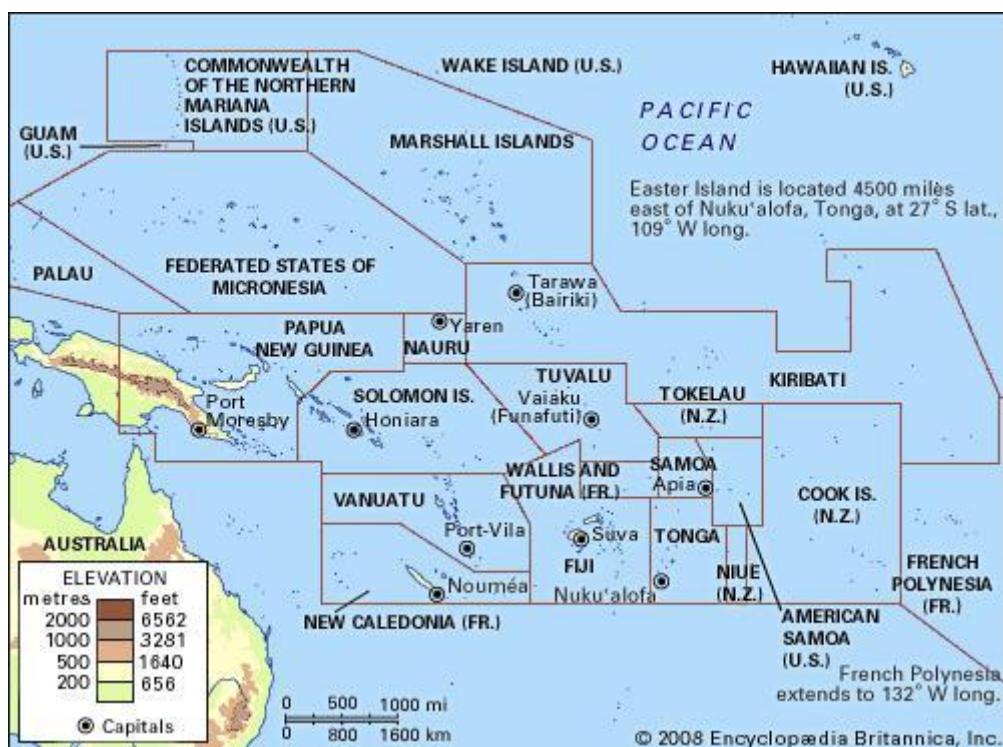 COMMONWEALTH
OF THE NORTHERN
MARIANA
ISLANDS (U.S.)
WAKE ISLAND (U.S.)
HAWAIIAN IS.
(U.S.)
GUAM
(U.S.)
MARSHALL ISLANDS
PACIFIC
OCEAN
Easter Island is located 4500 miles
east of Nuku'alofa, Tonga, at 27° S lat.,
109° W long.
PALAU
FEDERATED STATES OF
MICRONESIA
Tarawa
(Bairiki)
PAPUA
NEW GUINEA
Yaren
NAURU
TUVALU
Vaiaku
(Funafuti)
TOKELAU
(N.Z.)
KIRIBATI
Port
Moresby
SOLOMON IS.
Honiara
WALLIS AND
FUTUNA (FR.)
SAMOA
Apia
COOK IS.
(N.Z.)
VANUATU
Port-Vila
Suva
FIJI
TONGA
Nuku'alofa
NIUE
(N.Z.)
FRENCH
POLYNESIA
(FR.)
AUSTRALIA
Nouméa
NEW CALEDONIA (FR.)
AMERICAN
SAMOA
(U.S.)
French Polynesia
extends to 132° W long.
ELEVATION
metres feet
2000 6562
1000 3281
500 1640
200 656
Capitals
0 500 1000 mi
0 800 1600 km
© 2008 Encyclopædia Britannica, Inc.